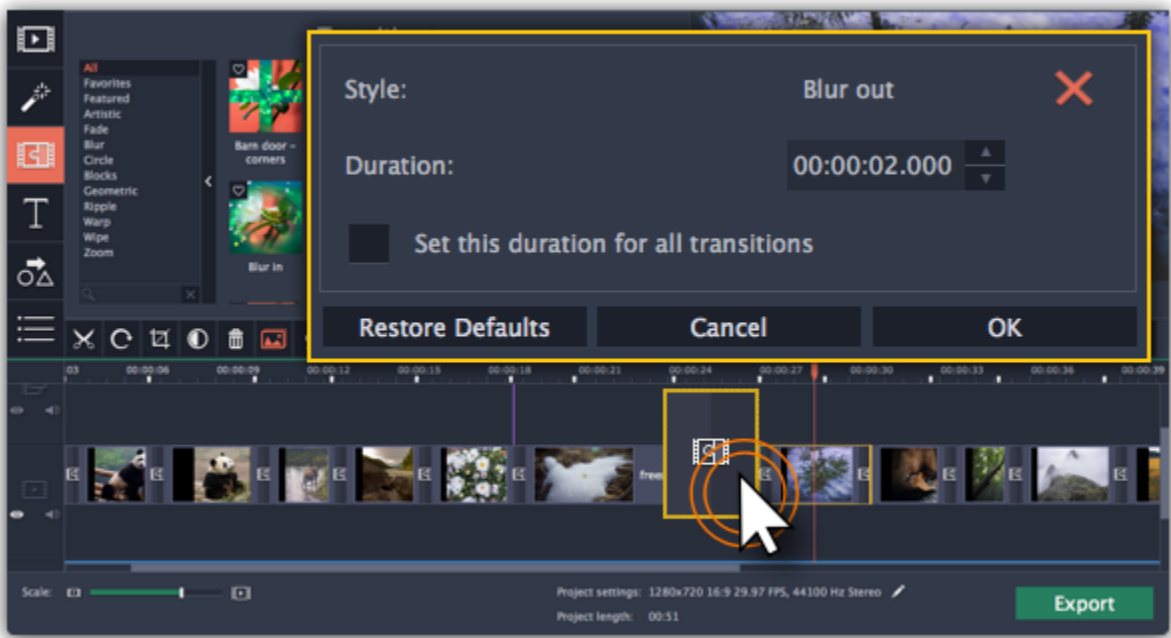 All
Favorites
Featured
Artistic
Fade
Blur
Circle
Blocks
Geometric
Ripple
Warp
Wipe
Zoom
Barn door –
corners
Blur in
Style: Blur out
Duration: 00:00:02.000
Set this duration for all transitions
Restore Defaults Cancel OK
03 00:00:06 00:00:09 00:00:12 00:00:15 00:00:18 00:00:21 00:00:24 00:00:27 00:00:30 00:00:33 00:00:36 00:00:39
Scale:
Project settings: 1280x720 16:9 29.97 FPS, 44100 Hz Stereo
Project length: 00:51
Export